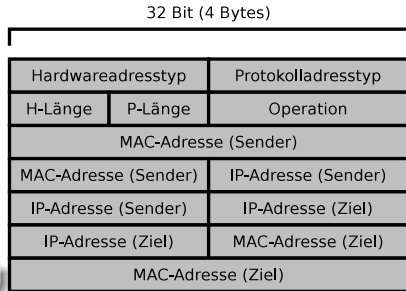 32 Bit (4 Bytes)
Hardwareadresstyp Protokolladresstyp
H-Länge P-Länge Operation
MAC-Adresse (Sender)
MAC-Adresse (Sender) IP-Adresse (Sender)
IP-Adresse (Sender) IP-Adresse (Ziel)
IP-Adresse (Ziel) MAC-Adresse (Ziel)
MAC-Adresse (Ziel)